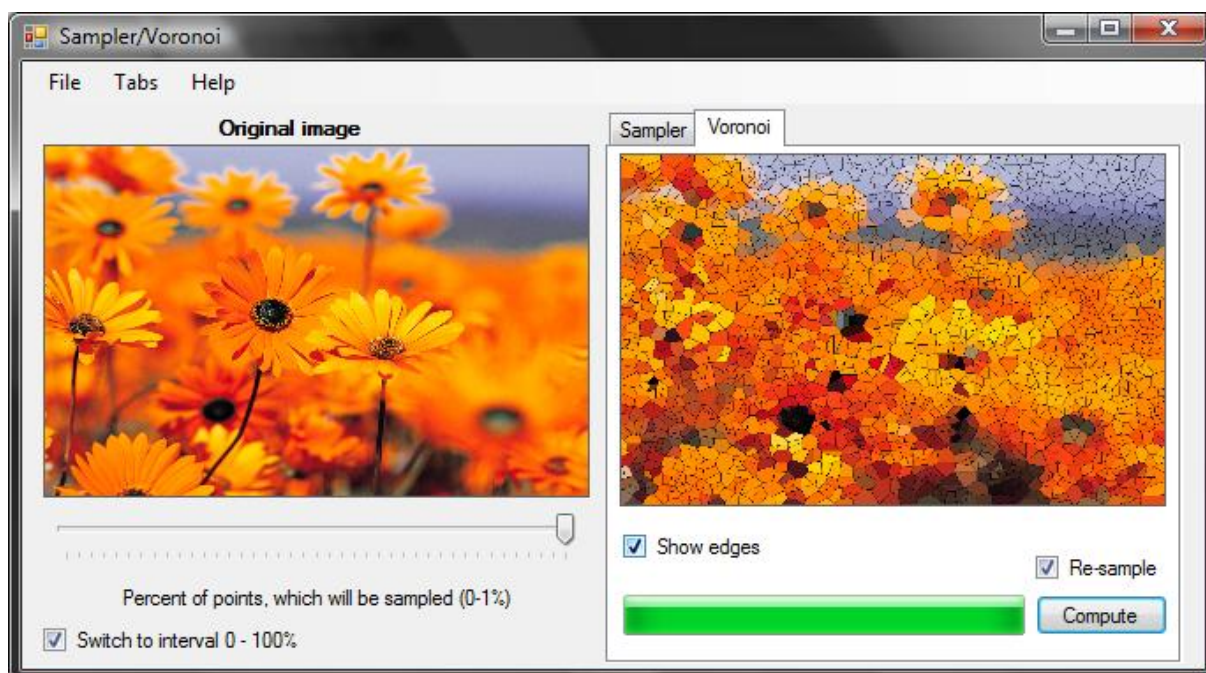 Sampler/Voronoi
File Tabs Help
Original image
Sampler Voronoi
Show edges
Re-sample
Percent of points, which will be sampled (0-1%)
Compute
Switch to interval 0 - 100%